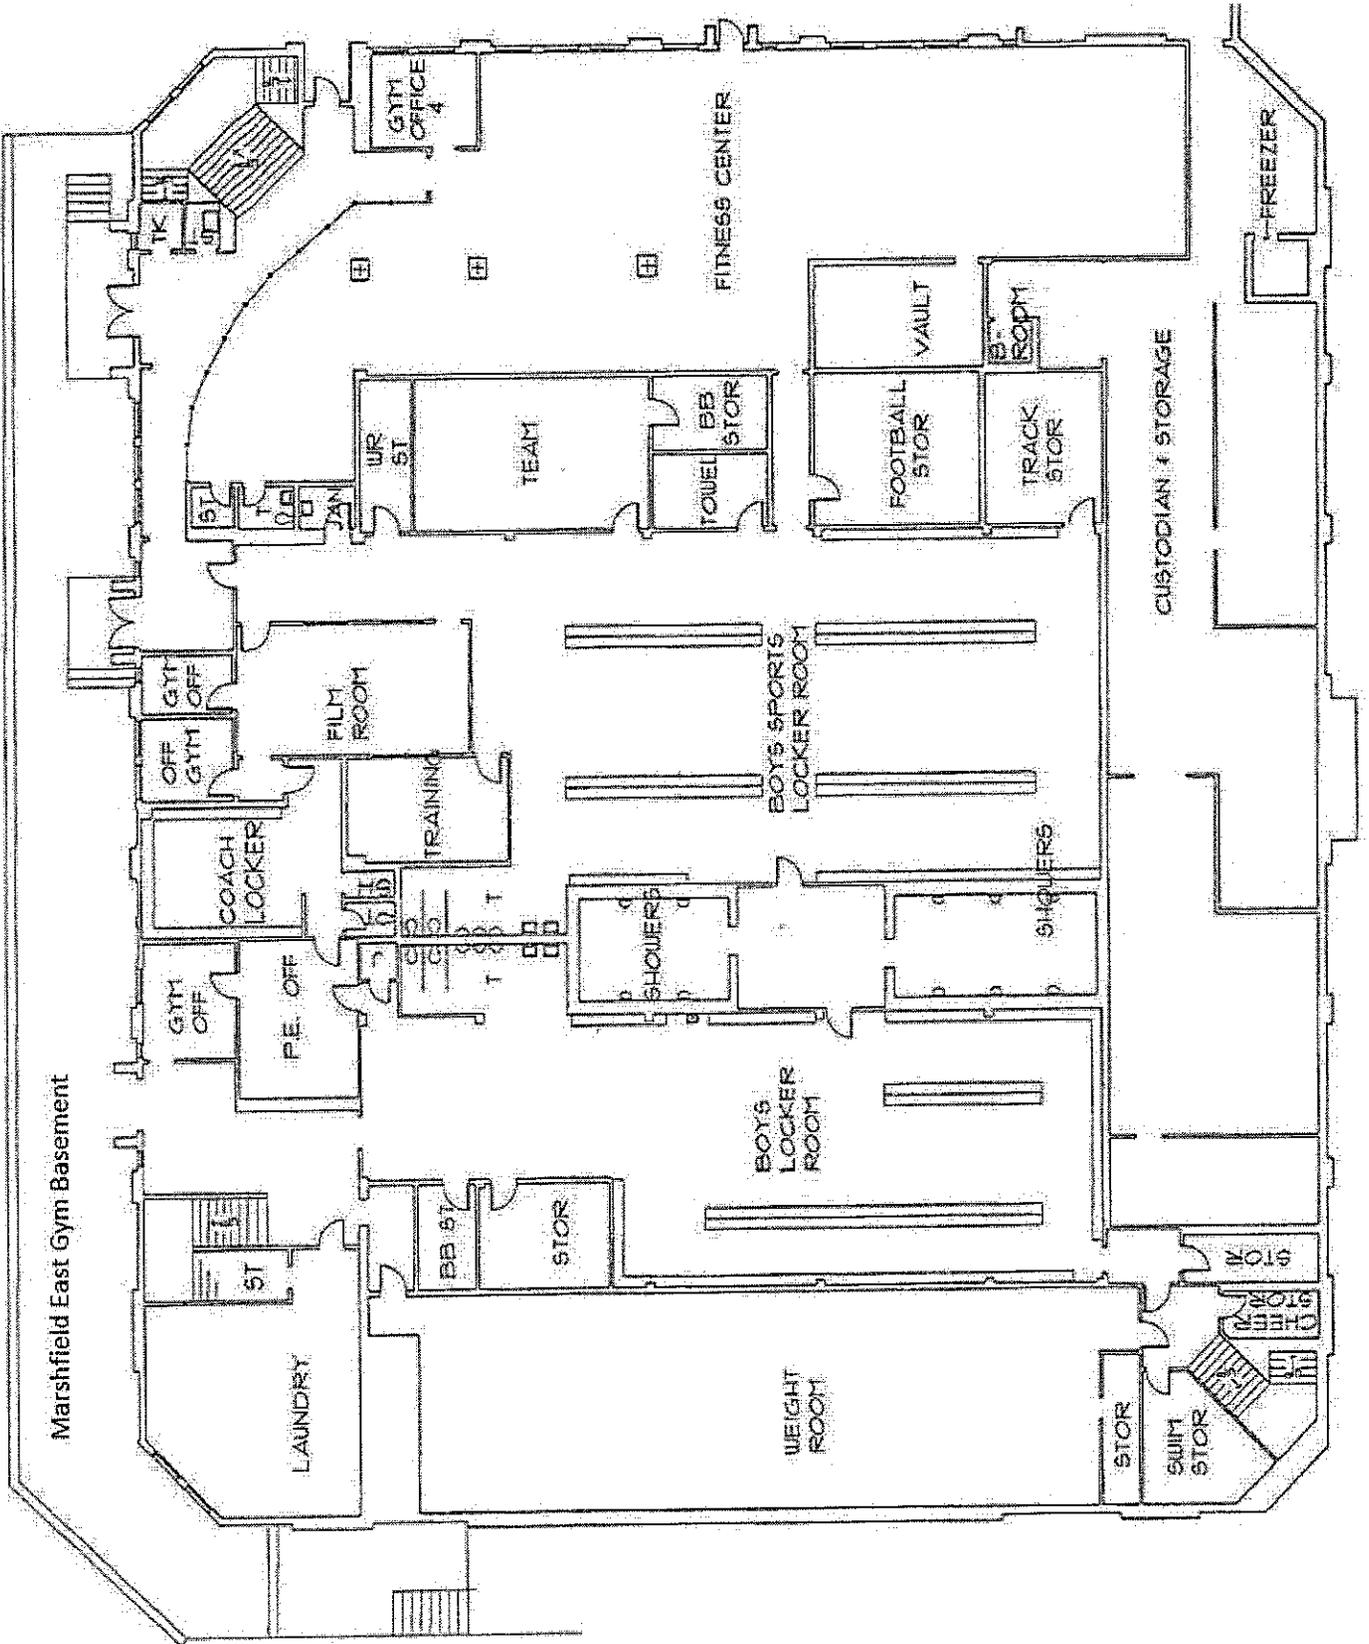 Marshfield East Gym Basement
LAUNDRY
ST
GYM
OFF
P.E. OFF
COACH
LOCKER
OFF
GYM
GYM
OFF
FILM
ROOM
TRAINING
T
T
ST
T
JAN
TK
GYM
OFFICE
4
WR
ST
TEAM
TOWEL
BB
STOR
FITNESS CENTER
VAULT
B-
ROOM
FOOTBALL
STOR
TRACK
STOR
FREEZER
CUSTODIAN & STORAGE
BOYS SPORTS
LOCKER ROOM
SHOWERS
SHOWERS
BOYS
LOCKER
ROOM
BB ST
STOR
WEIGHT
ROOM
STOR
SWIM
STOR
STOR
CHEER
STOR